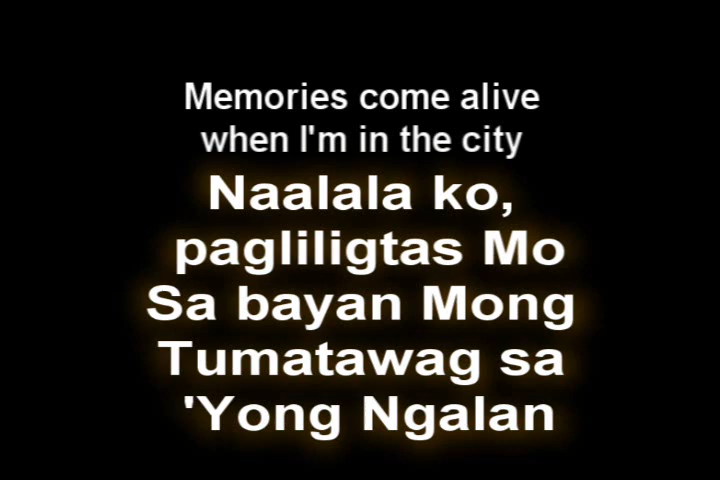 Memories come alive
when I'm in the city
Naalala ko,
pagliligtas Mo
Sa bayan Mong
Tumatawag sa
'Yong Ngalan